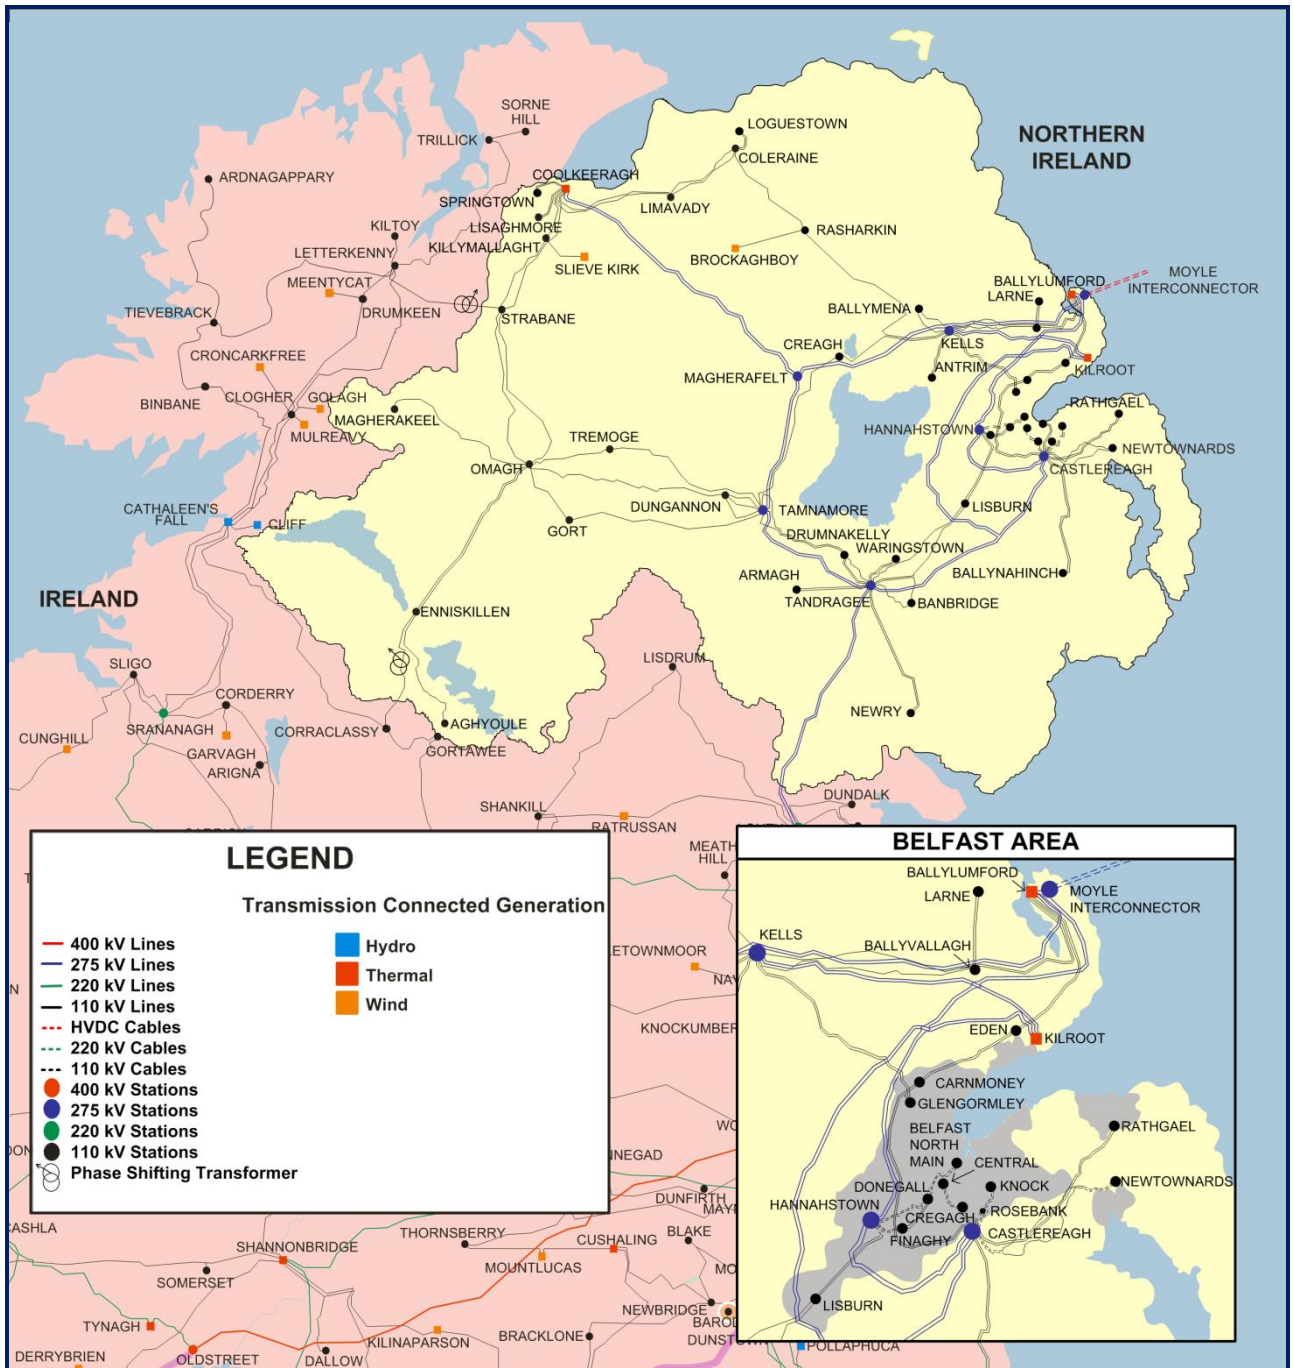 SORNE
HILL
TRILLICK
LOGUESTOWN
NORTHERN
IRELAND
COLERAINE
ARDNAGAPPARY
COOLKEERAGH
SPRINGTOWN
LIMAVADY
LISAGHMORE
KILTOY
KILLYMALLAGHT
RASHARKIN
LETTERKENNY
SLIEVE KIRK
BROCKAGHBOY
MEENTYCAT
MOYLE
INTERCONNECTOR
BALLYLUMFORD
LARNE
TIEVEBRACK
DRUMKEEN
STRABANE
BALLYMENA
CREAGH
KELLS
CRONCARKFREE
ANTRIM
KILROOT
MAGHERAFELT
BINBANE
CLOGHER
GOLAGH
MAGHERAKEEL
RATHGAEL
MULREAVY
HANNAHSTOWN
TREMOGE
NEWTOWNARDS
OMAGH
CASTLEREAGH
CATHALEEN'S
FALL
CLIFF
DUNGANNON
TAMNAMORE
LISBURN
GORT
DRUMNAKELLY
WARINGSTOWN
ARMAGH
BALLYNAHINCH
IRELAND
TANDRAGEE
BANBRIDGE
ENNISKILLEN
SLIGO
LISDRUM
CORDERRY
NEWRY
SRANANAGH
CORRACLASSY
AGHYOULE
CUNGHILL
GARVAGH
GORTAWEE
ARIGNA
SHANKILL
DUNDALK
RATRUSSAN
MEATH
HILL
LEGEND
Transmission Connected Generation
400 kV Lines
275 kV Lines
220 kV Lines
110 kV Lines
HVDC Cables
220 kV Cables
110 kV Cables
400 kV Stations
275 kV Stations
220 kV Stations
110 kV Stations
Phase Shifting Transformer
Hydro
Thermal
Wind
ETOWNMOOR
NA
KNOCKUMBER
NNEGAD
DUNFIRTH
BELFAST AREA
BALLYLUMFORD
LARNE
MOYLE
INTERCONNECTOR
KELLS
BALLYVALLAGH
EDEN
KILROOT
CARNMONEY
GLENGORMLEY
BELFAST
NORTH
MAIN
CENTRAL
RATHGAEL
DONEGALL
KNOCK
NEWTOWNARDS
HANNAHSTOWN
CREGAGH
ROSEBANK
FINAGHY
CASTLEREAGH
LISBURN
CASHLA
THORNSBERRY
CUSHALING
BLAKE
SHANNONBRIDGE
SOMERSET
MOUNTLUCAS
MO
NEWBRIDGE
TYNAGH
BAROD
KILINAPARSON
BRACKLONE
DUNSTOWN
POLLAPHUCA
DERRYBRIEN
OLDSTREET
DALLOW